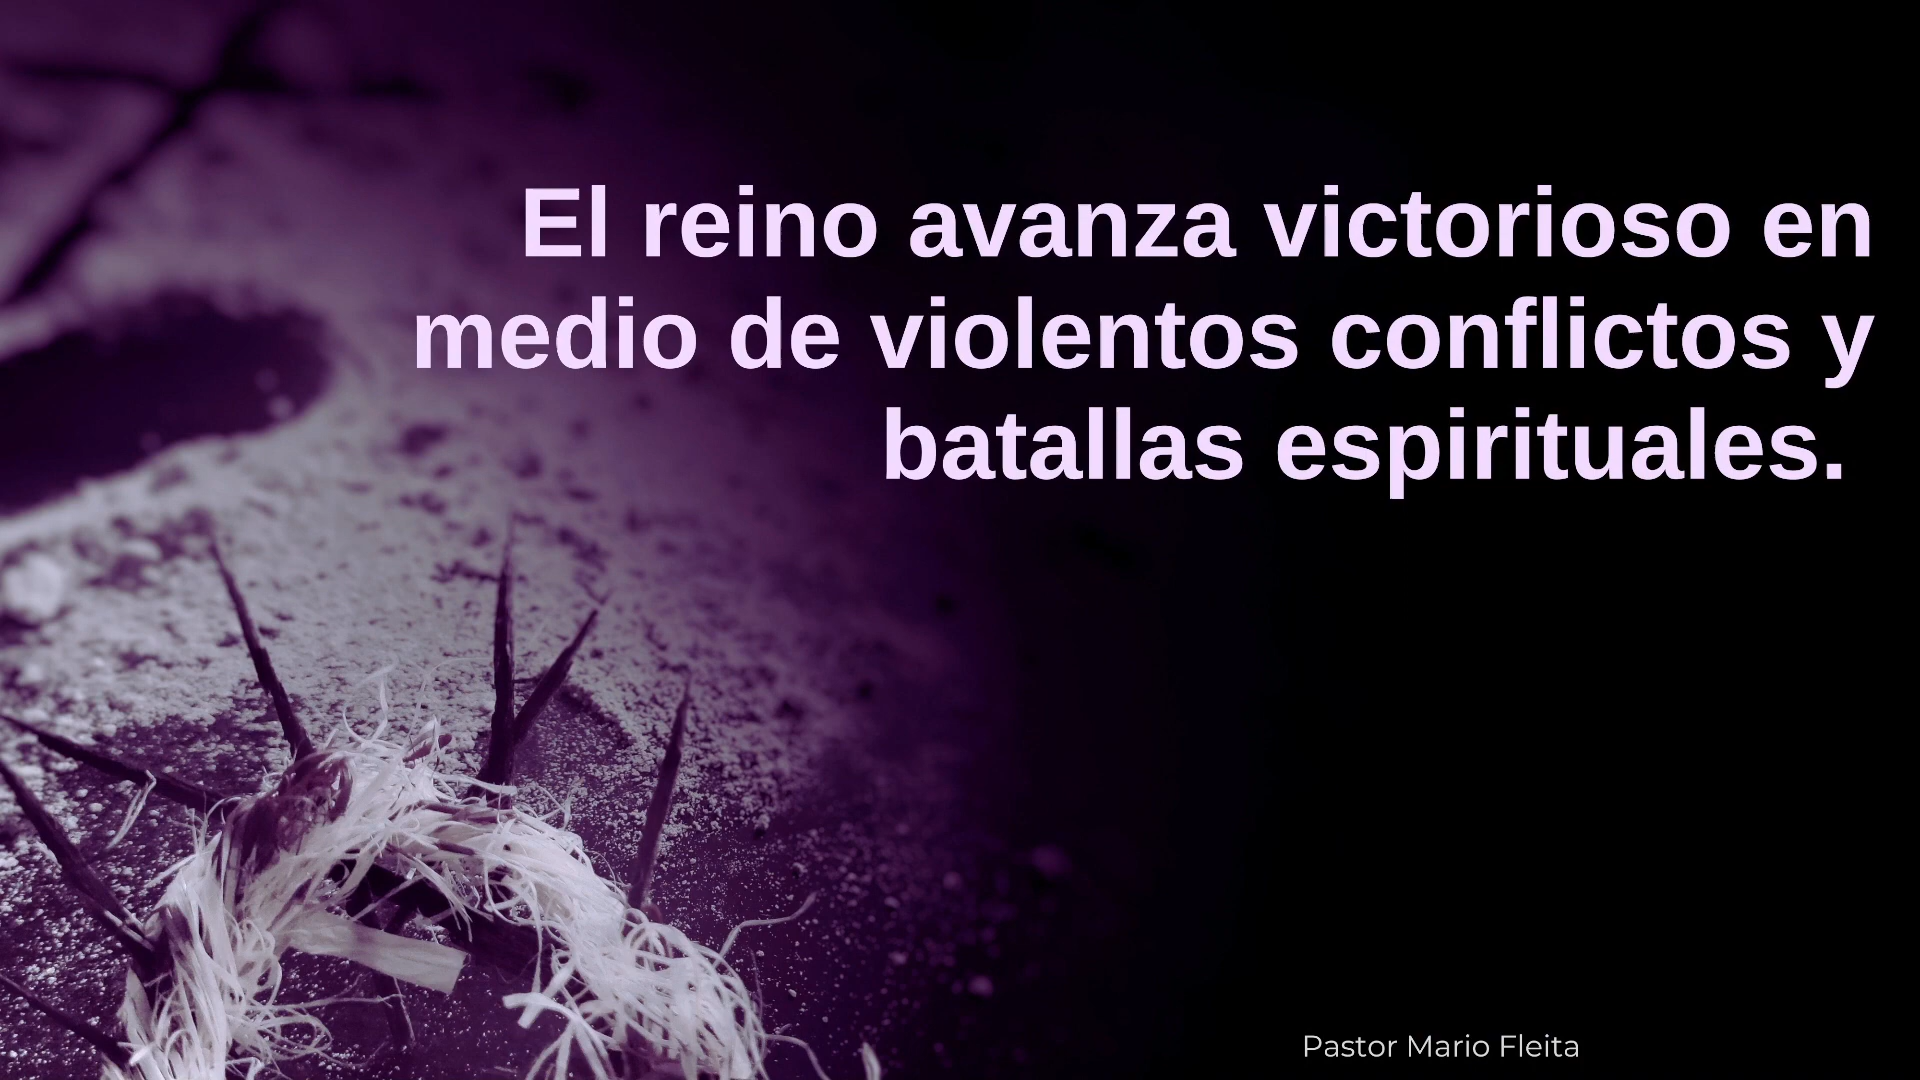 El reino avanza victorioso en
medio de violentos conflictos y
batallas espirituales.
Pastor Mario Fleita